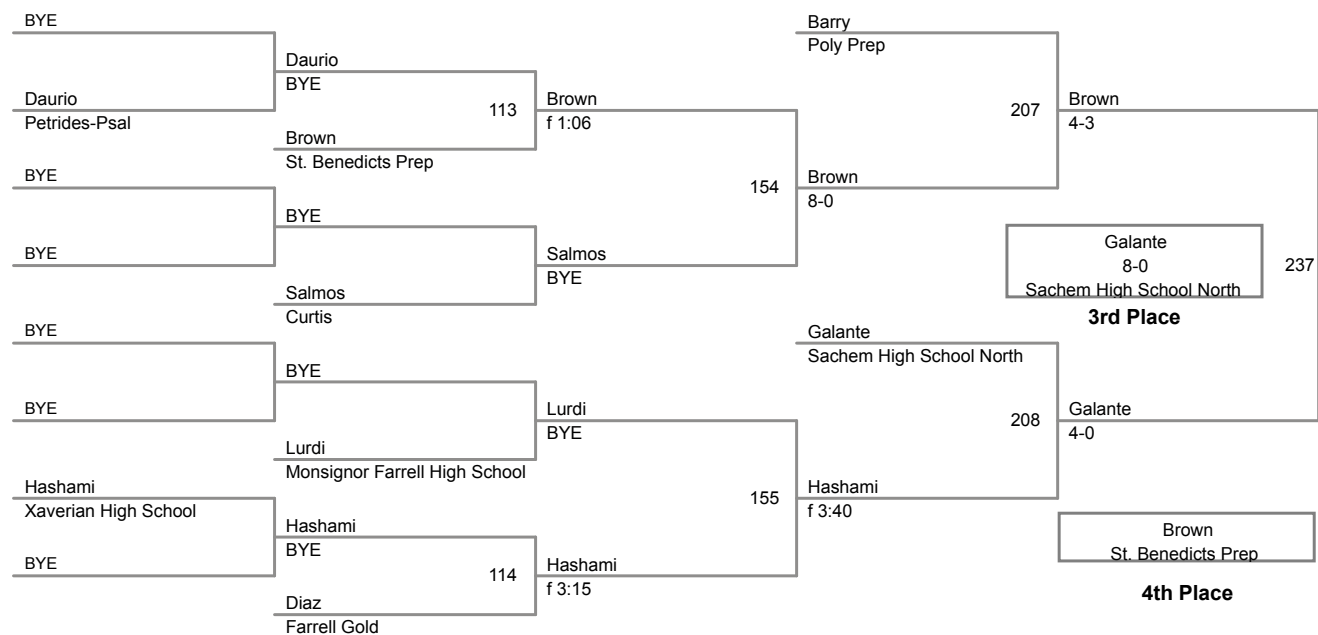 BYE
Daurio
Petrides-Psal
BYE
BYE
BYE
BYE
Hashami
Xaverian High School
BYE
Daurio
BYE
113
Brown
St. Benedicts Prep
BYE
Salmos
Curtis
BYE
Lurdi
Monsignor Farrell High School
Hashami
BYE
114
Diaz
Farrell Gold
Brown
f 1:06
154
Salmos
BYE
Lurdi
BYE
155
Hashami
f 3:15
Barry
Poly Prep
207
Brown
8-0
Galante
Sachem High School North
208
Hashami
f 3:40
Brown
4-3
Galante
8-0
Sachem High School North
3rd Place
237
Galante
4-0
Brown
St. Benedicts Prep
4th Place